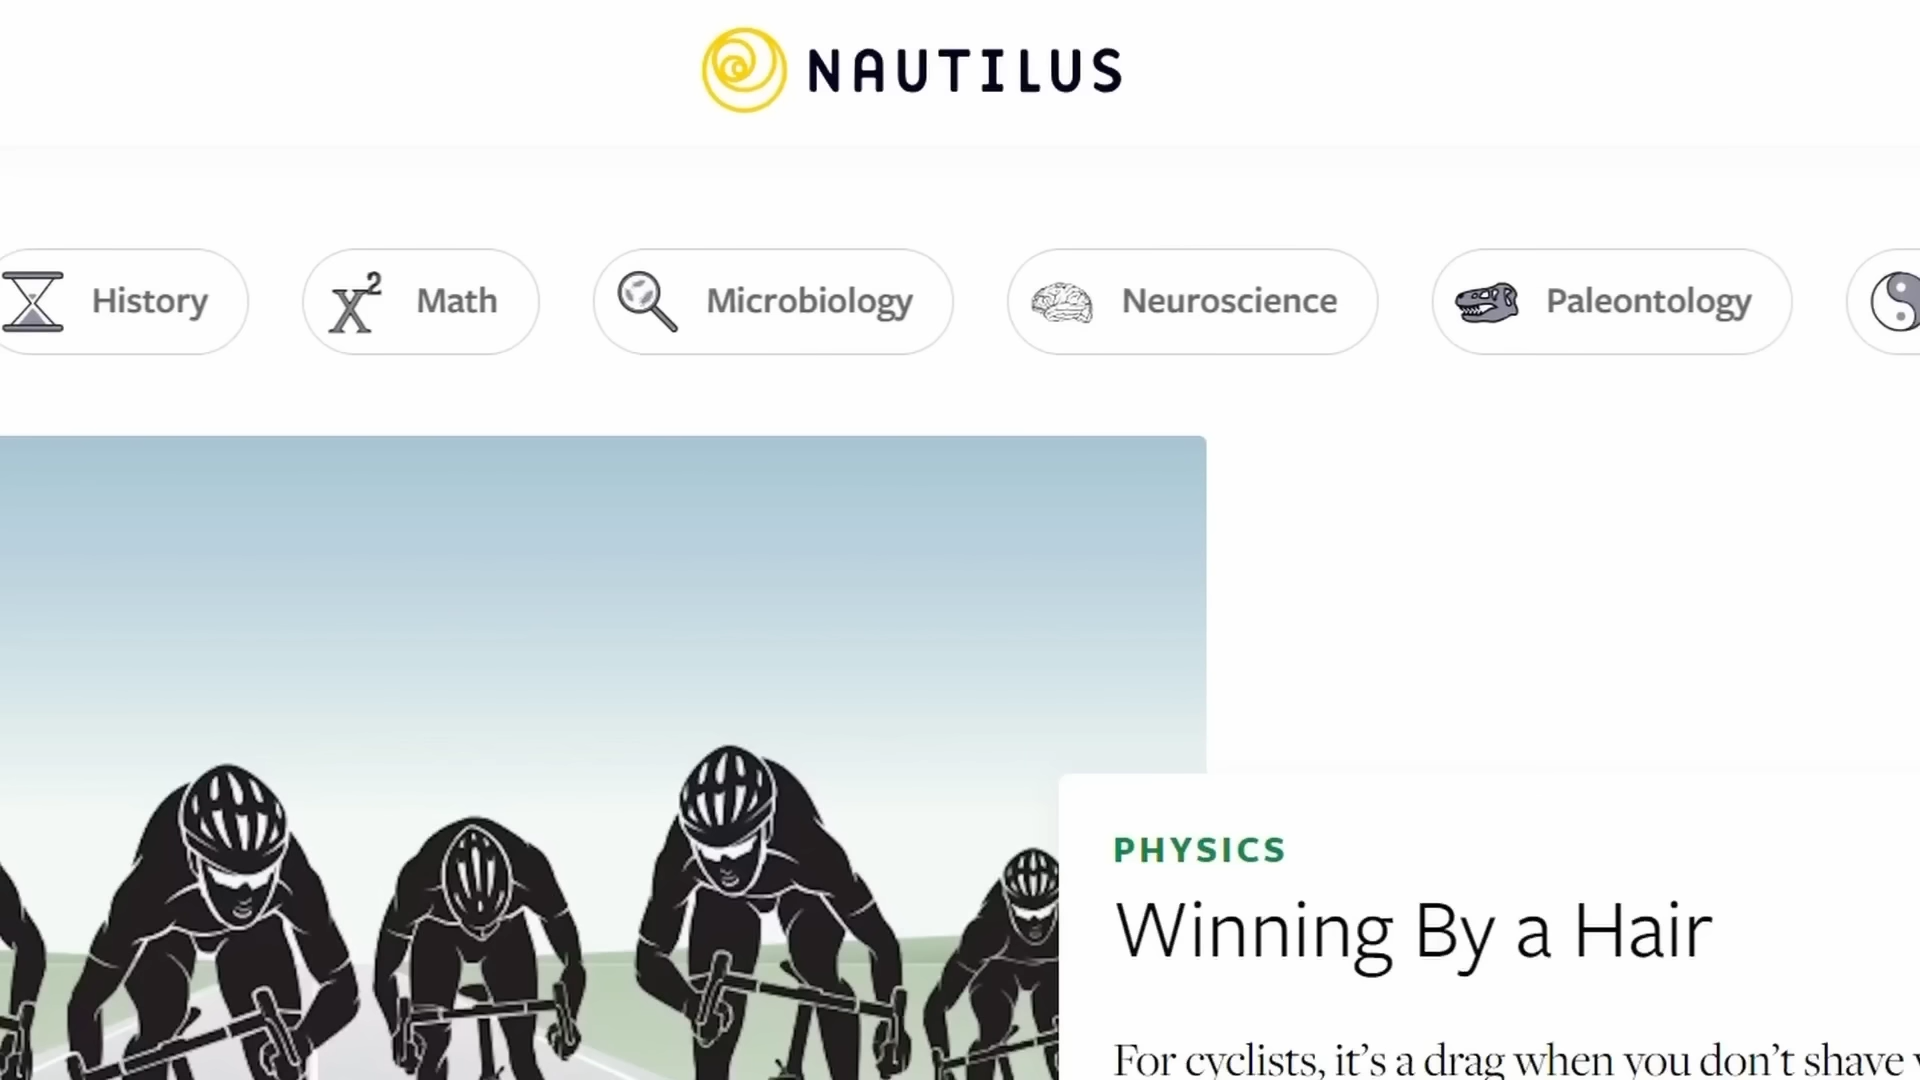 NAUTILUS
History
Math
Microbiology
Neuroscience
Paleontology
PHYSICS
Winning By a Hair
For cyclists, it’s a drag when you don’t shave